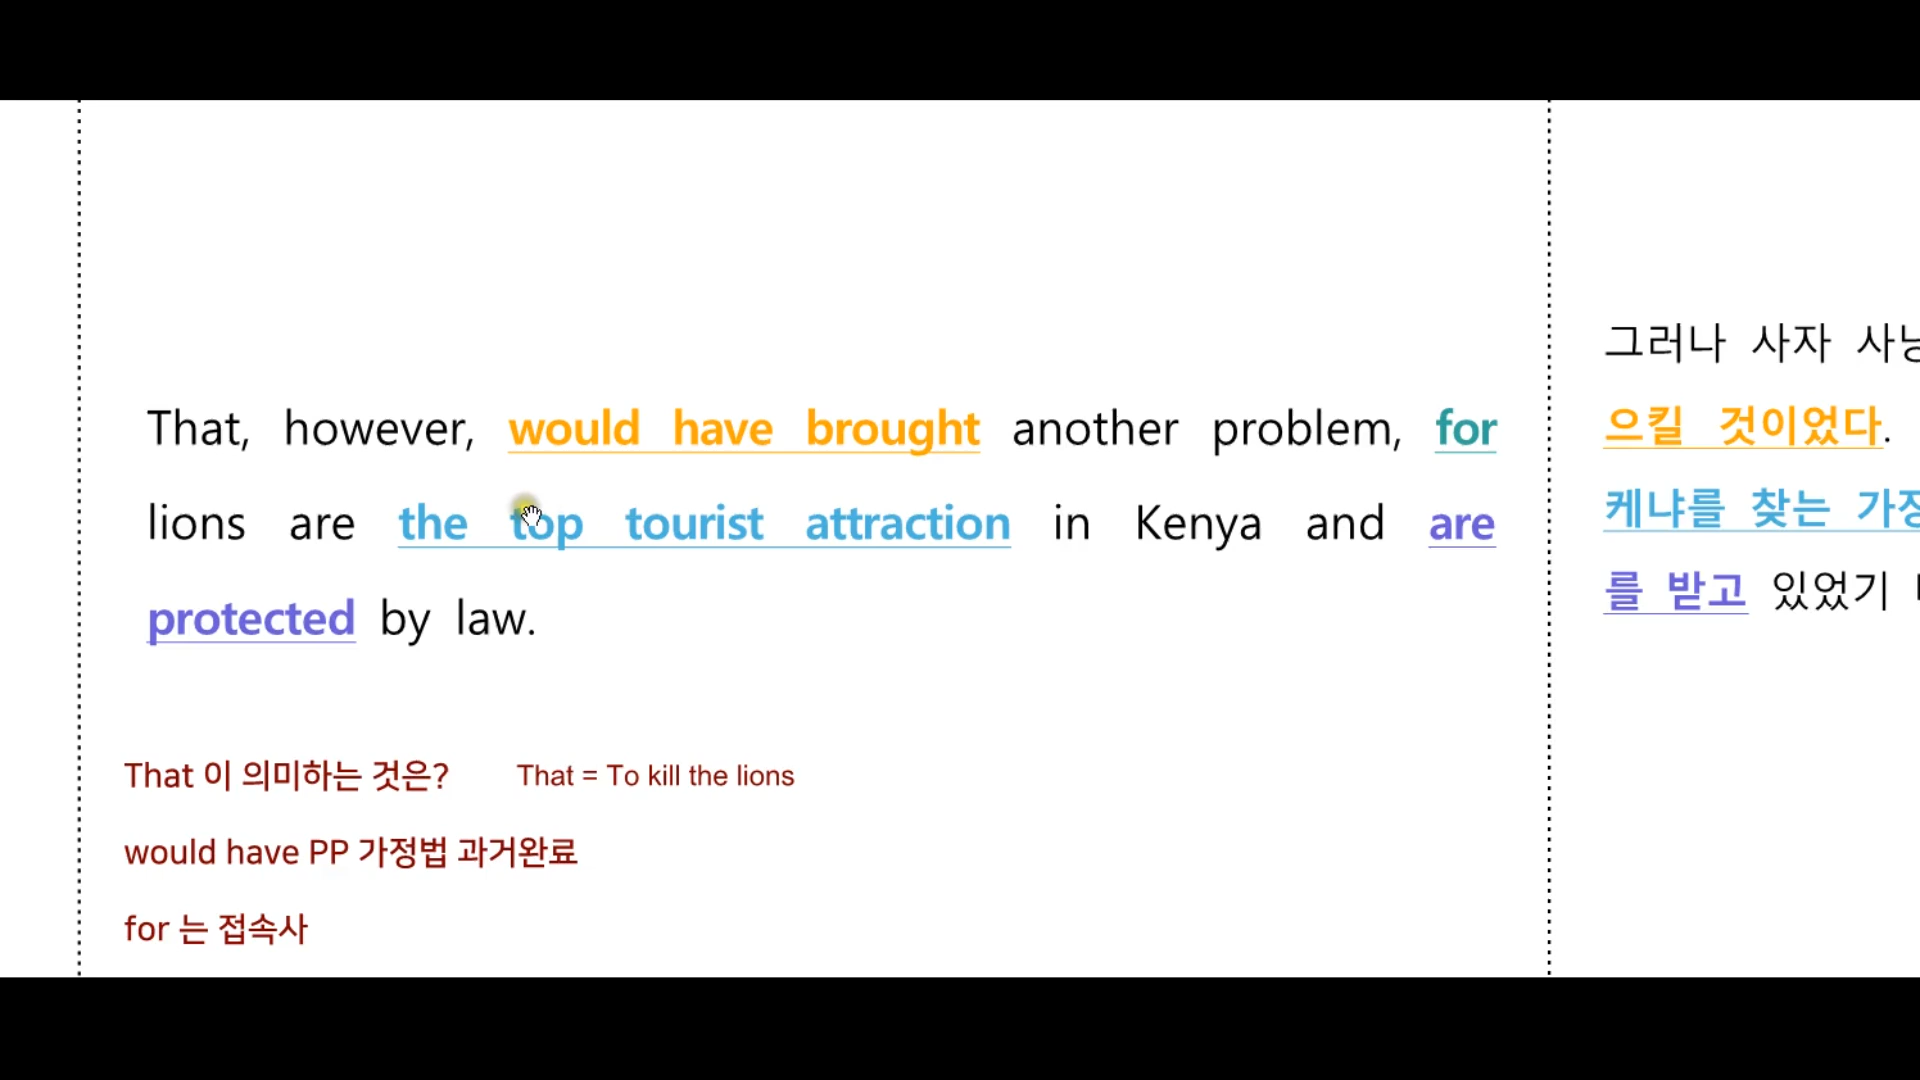 That, however, would have brought another problem, for
lions are the top tourist attraction in Kenya and are
protected by law.
That 이 의미하는 것은? That = To kill the lions
would have PP 가정법 과거완료
for 는 접속사
그러나 사자
으킬 것이었다.
케냐를 찾는
를 받고 있었기